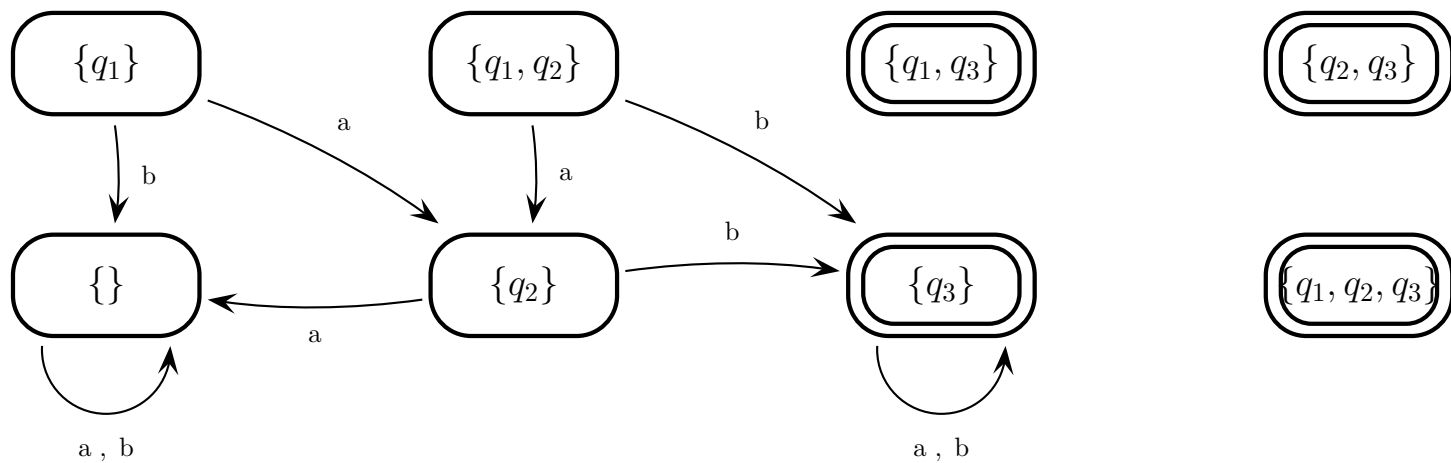 {q₁} {q₁, q₂} {q₁, q₃} {q₂, q₃}
a b
b a
b
{} {q₂} {q₃} {q₁, q₂, q₃}
a
a , b a , b